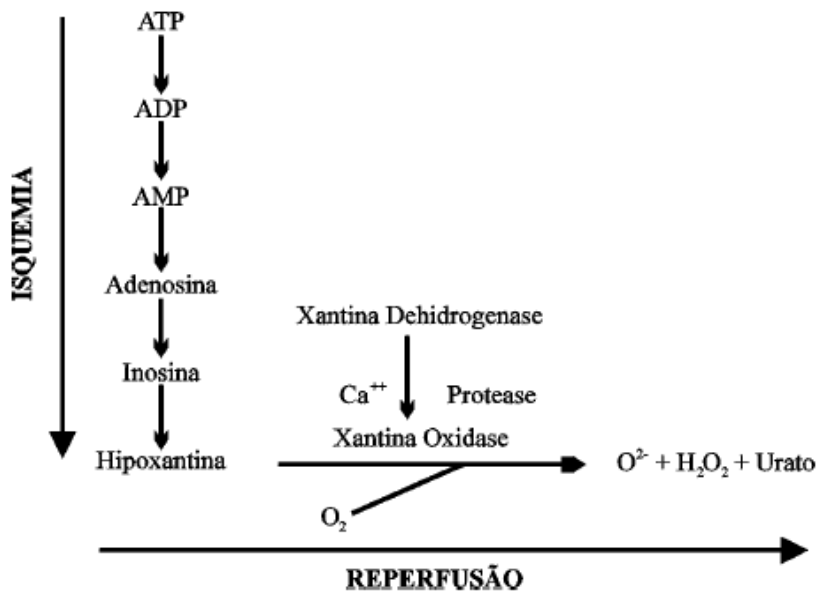 ATP
ADP
AMP
Adenosina
Inosina
Hipoxantina
ISQUEMIA
Xantina Dehidrogenase
Ca⁺⁺ Protease
Xantina Oxidase
O₂
O²⁻ + H₂O₂ + Urato
REPERFUSÃO